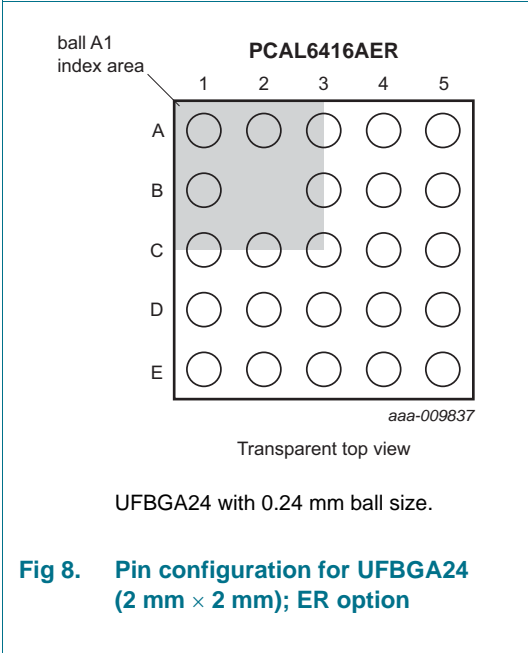 ball A1
index area
PCAL6416AER
1 2 3 4 5
A
B
C
D
E
aaa-009837
Transparent top view
UFBGA24 with 0.24 mm ball size.
Fig 8. Pin configuration for UFBGA24
(2 mm × 2 mm); ER option